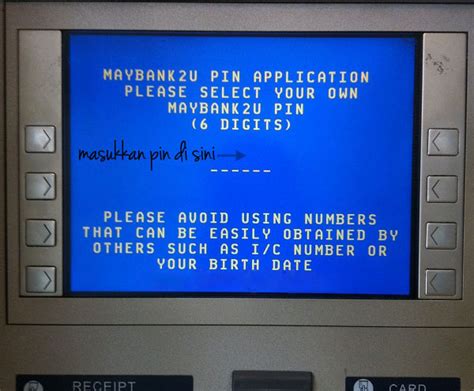 MAYBANK2U PIN APPLICATION
PLEASE SELECT YOUR OWN
MAYBANK2U PIN
(6 DIGITS)
masukkan pin di sini
PLEASE AVOID USING NUMBERS
THAT CAN BE EASILY OBTAINED BY
OTHERS SUCH AS I/C NUMBER OR
YOUR BIRTH DATE
RECEIPT
CARD